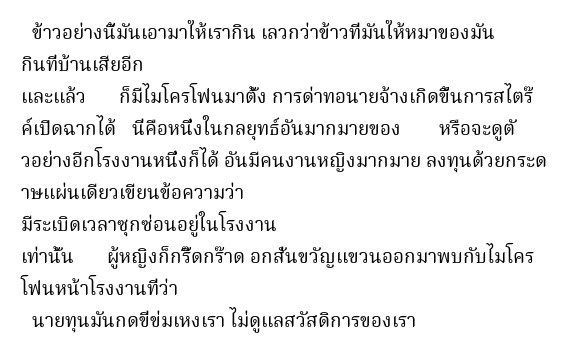 ข้าวอย่างนี้มันเอามาให้เรากิน เลวกว่าข้าวที่มันให้หมาของมัน
กินที่บ้านเสียอีก
และแล้ว ก็มีไมโครโฟนมาตั้ง การด่าทอนายจ้างเกิดขึ้นการสไตร๊
ค์เปิดฉากได้ นี่คือหนึ่งในกลยุทธ์อันมากมายของ หรือจะดูตั
วอย่างอีกโรงงานหนึ่งก็ได้ อันมีคนงานหญิงมากมาย ลงทุนด้วยกระด
าษแผ่นเดียวเขียนข้อความว่า
มีระเบิดเวลาซุกซ่อนอยู่ในโรงงาน
เท่านั้น ผู้หญิงก็กรี๊ดกร๊าด อกสั่นขวัญแขวนออกมาพบกับไมโคร
โฟนหน้าโรงงานที่ว่า
นายทุนมันกดขี่ข่มเหงเรา ไม่ดูแลสวัสดิการของเรา